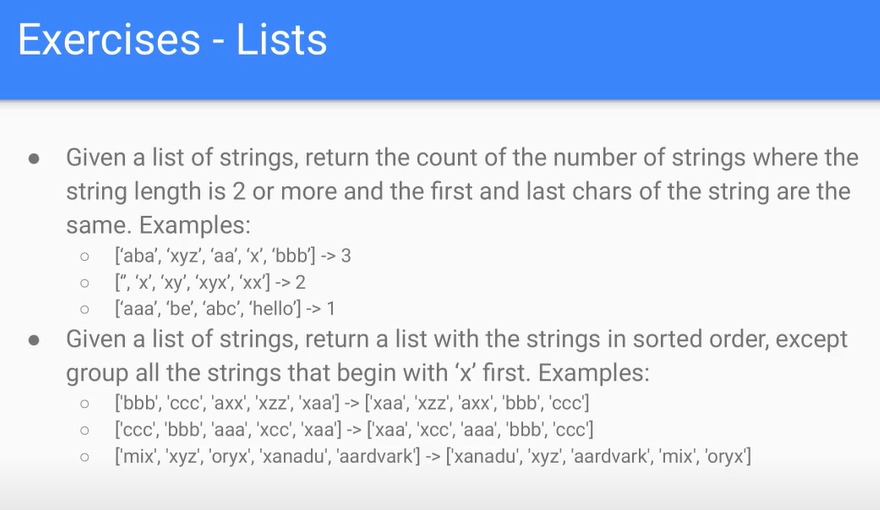 Exercises - Lists
● Given a list of strings, return the count of the number of strings where the
string length is 2 or more and the first and last chars of the string are the
same. Examples:
○ [‘aba’, ‘xyz’, ‘aa’, ‘x’, ‘bbb’] -> 3
○ [‘’, ‘x’, ‘xy’, ‘xyx’, ‘xx’] -> 2
○ [‘aaa’, ‘be’, ‘abc’, ‘hello’] -> 1
● Given a list of strings, return a list with the strings in sorted order, except
group all the strings that begin with ‘x’ first. Examples:
○ ['bbb', 'ccc', 'axx', 'xzz', 'xaa'] -> ['xaa', 'xzz', 'axx', 'bbb', 'ccc']
○ ['ccc', 'bbb', 'aaa', 'xcc', 'xaa'] -> ['xaa', 'xcc', 'aaa', 'bbb', 'ccc']
○ ['mix', 'xyz', 'oryx', 'xanadu', 'aardvark'] -> ['xanadu', 'xyz', 'aardvark', 'mix', 'oryx']